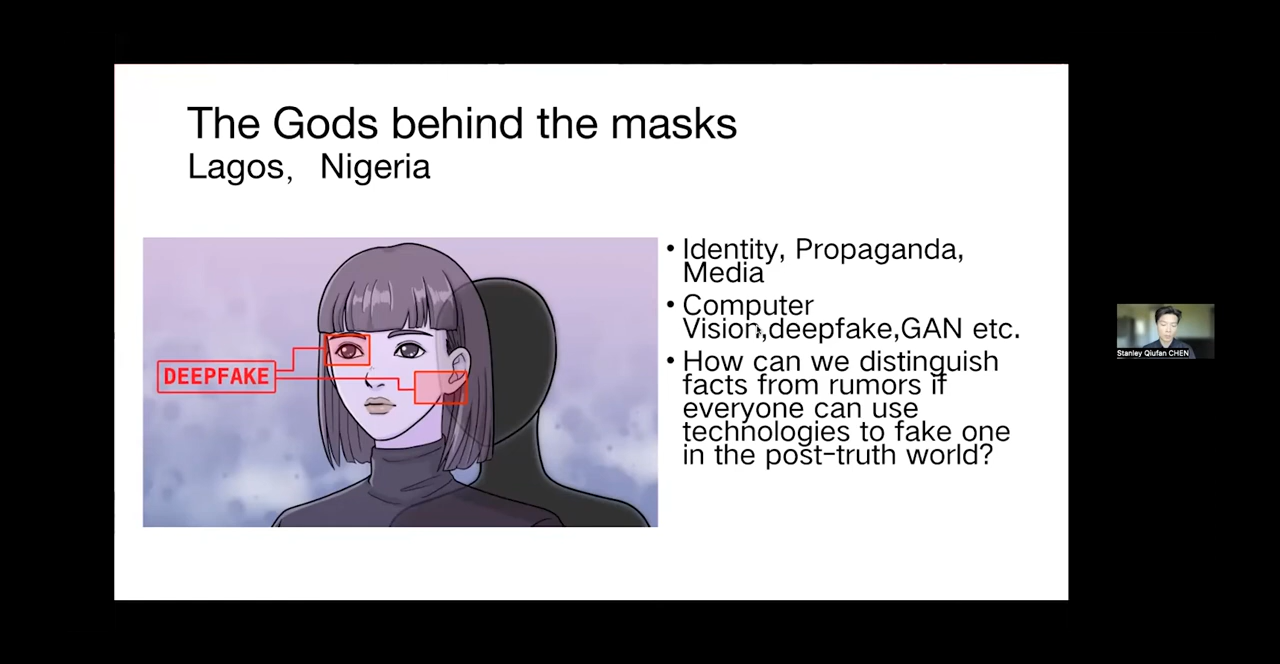 The Gods behind the masks
Lagos, Nigeria
DEEPFAKE
• Identity, Propaganda,
Media
• Computer
Vision,deepfake,GAN etc.
• How can we distinguish
facts from rumors if
everyone can use
technologies to fake one
in the post-truth world?
Stanley Qiufan CHEN